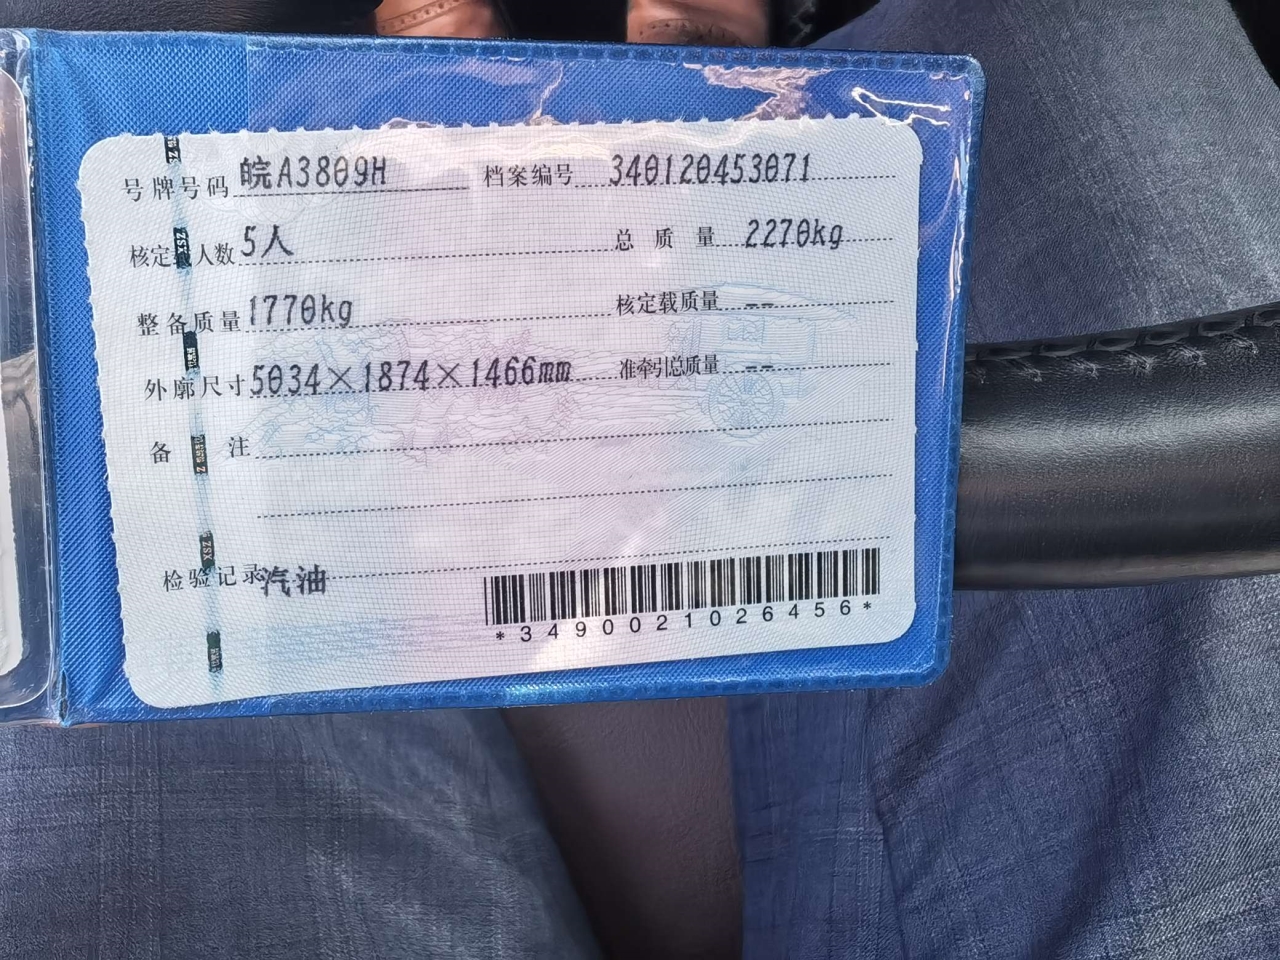 号牌号码 皖A3809H 档案编号 340120453071
核定载人数 5人 总质量 2270kg
整备质量 1770kg 核定载质量 --
外廓尺寸 5034×1874×1466mm 准牵引总质量 --
备注
检验记录 汽油
*3490021026456*